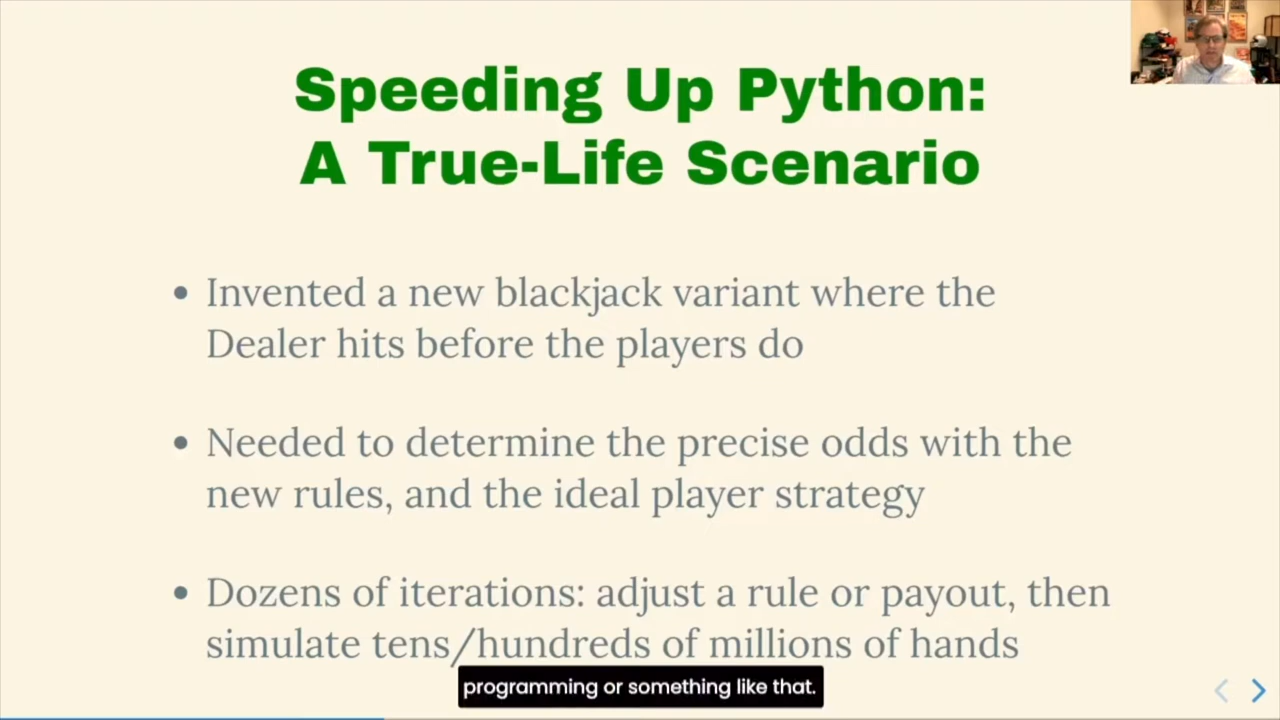 Speeding Up Python:
A True-Life Scenario
• Invented a new blackjack variant where the
Dealer hits before the players do
• Needed to determine the precise odds with the
new rules, and the ideal player strategy
• Dozens of iterations: adjust a rule or payout, then
simulate tens/hundreds of millions of hands
programming or something like that.